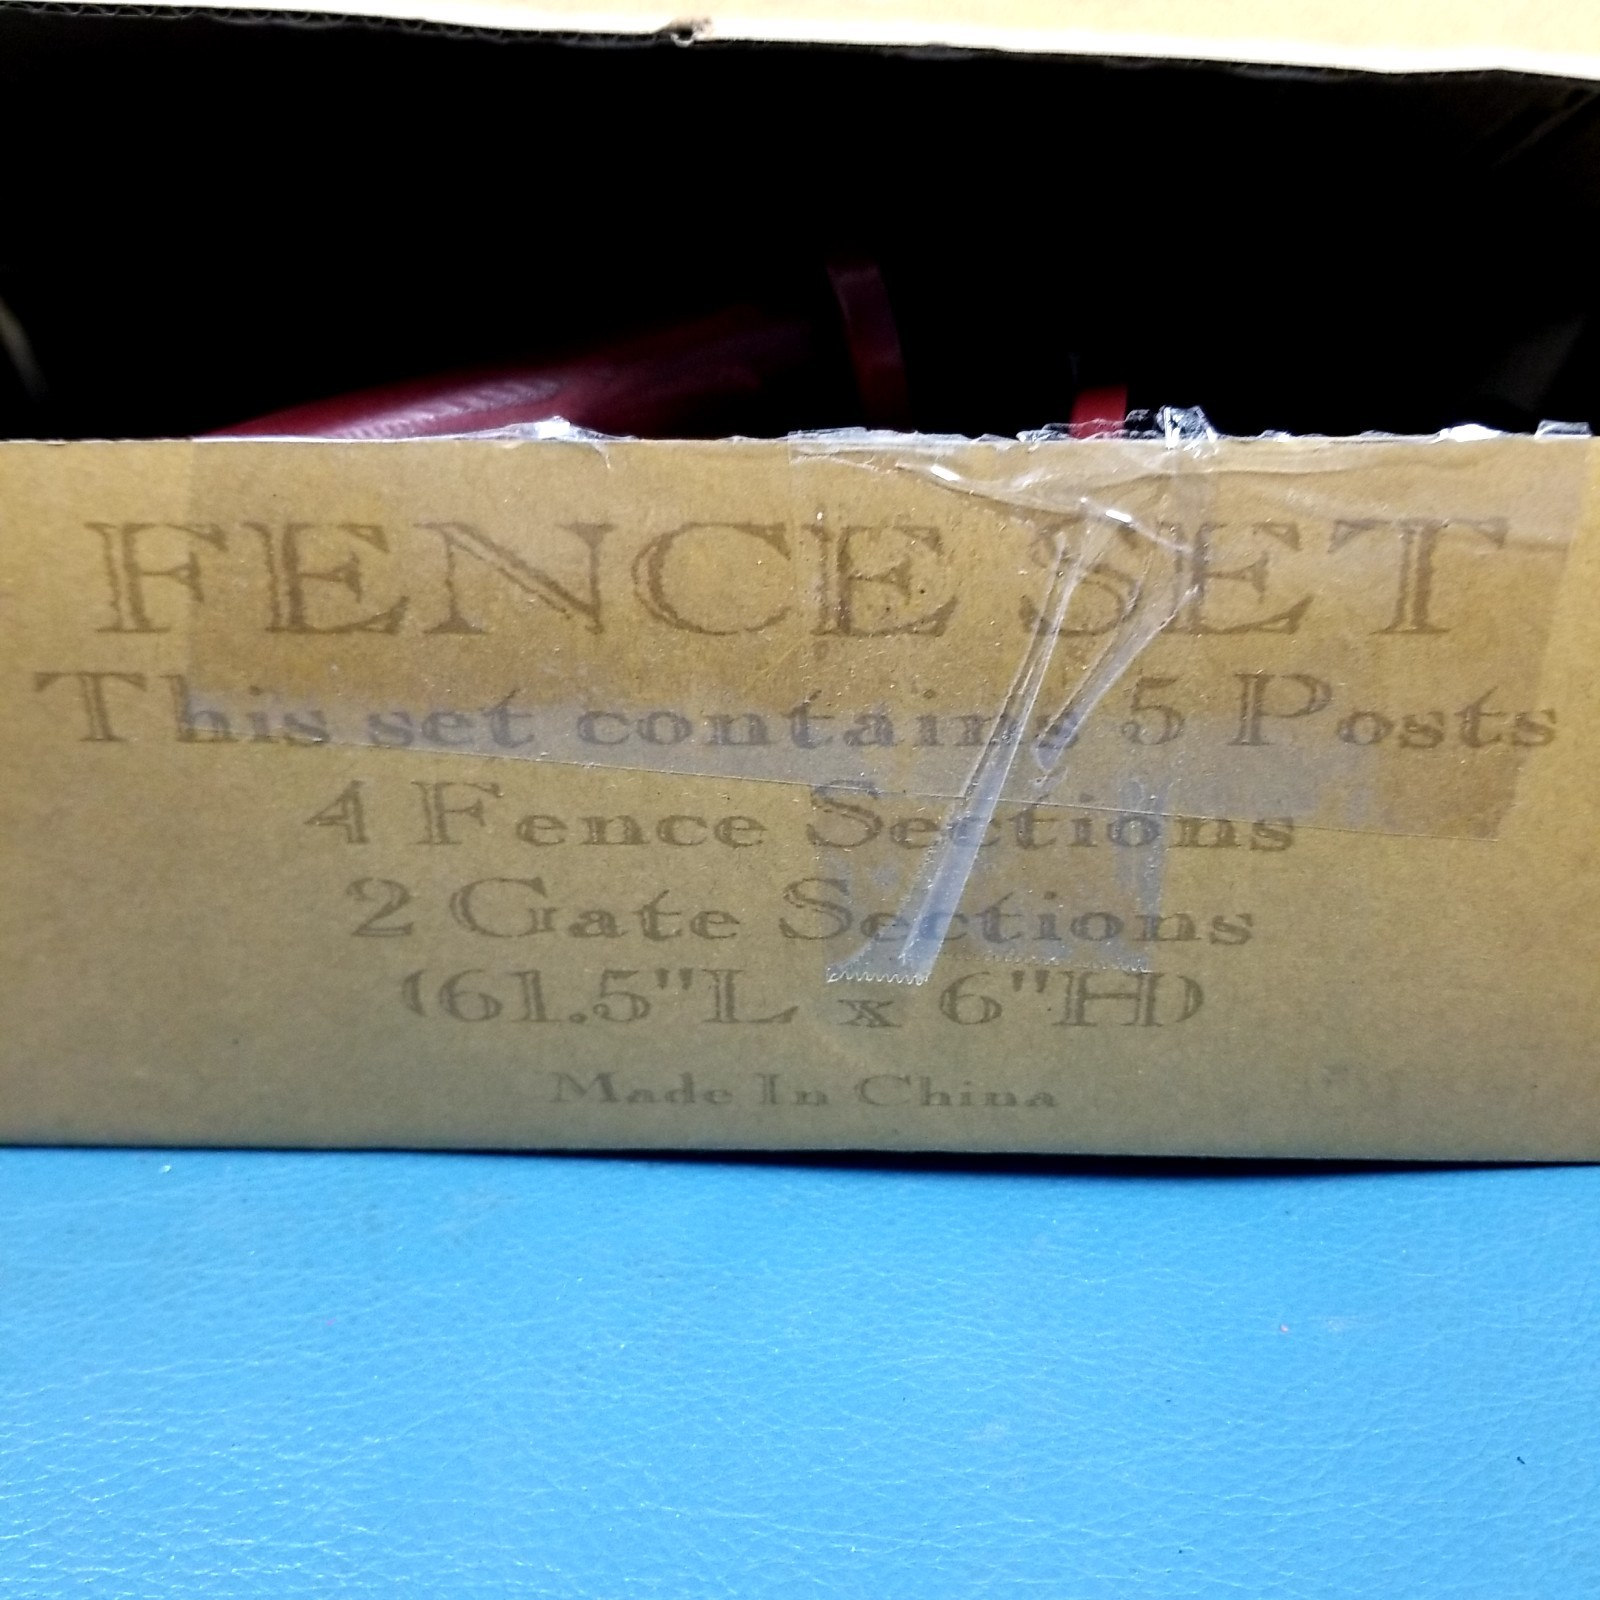 FENCE SET
This set contains 5 Posts
4 Fence Sections
2 Gate Sections
(61.5"L x 6"H)
Made In China